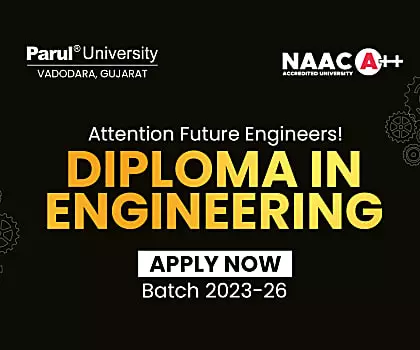 Parul® University
VADODARA, GUJARAT
NAAC A++
ACCREDITED UNIVERSITY
Attention Future Engineers!
DIPLOMA IN
ENGINEERING
APPLY NOW
Batch 2023-26